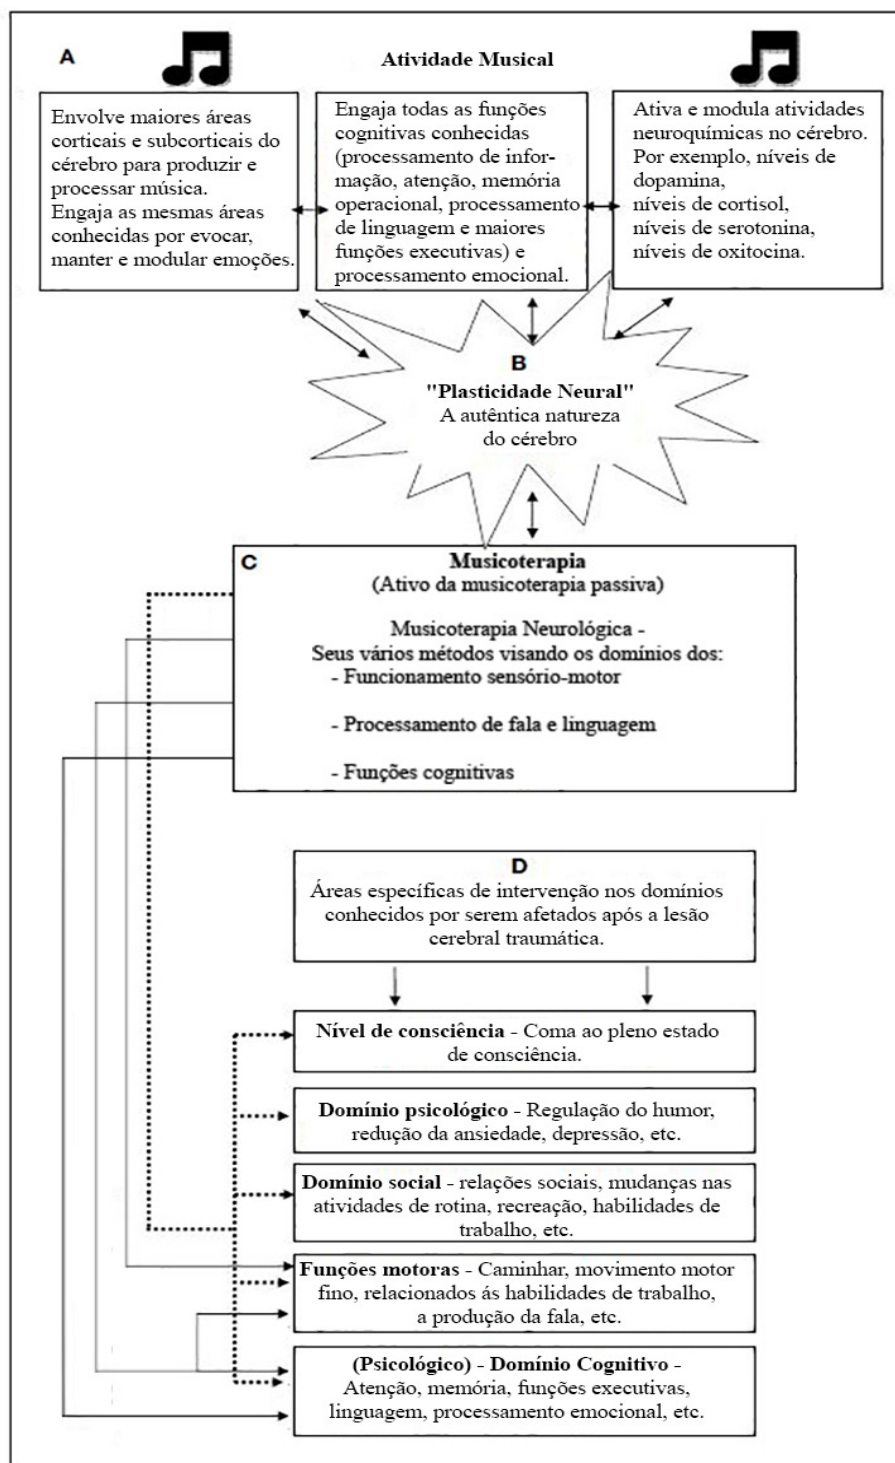 A
Atividade Musical
Envolve maiores áreas
corticais e subcorticais do
cérebro para produzir e
processar música.
Engaja as mesmas áreas
conhecidas por evocar,
manter e modular emoções.
Engaja todas as funções
cognitivas conhecidas
(processamento de infor-
mação, atenção, memória
operacional, processamento
de linguagem e maiores
funções executivas) e
processamento emocional.
Ativa e modula atividades
neuroquímicas no cérebro.
Por exemplo, níveis de
dopamina,
níveis de cortisol,
níveis de serotonina,
níveis de oxitocina.
B
"Plasticidade Neural"
A autêntica natureza
do cérebro
C
Musicoterapia
(Ativo da musicoterapia passiva)
Musicoterapia Neurológica -
Seus vários métodos visando os domínios dos:
- Funcionamento sensório-motor
- Processamento de fala e linguagem
- Funções cognitivas
D
Áreas específicas de intervenção nos domínios
conhecidos por serem afetados após a lesão
cerebral traumática.
Nível de consciência - Coma ao pleno estado
de consciência.
Domínio psicológico - Regulação do humor,
redução da ansiedade, depressão, etc.
Domínio social - relações sociais, mudanças nas
atividades de rotina, recreação, habilidades de
trabalho, etc.
Funções motoras - Caminhar, movimento motor
fino, relacionados ás habilidades de trabalho,
a produção da fala, etc.
(Psicológico) - Domínio Cognitivo -
Atenção, memória, funções executivas,
linguagem, processamento emocional, etc.